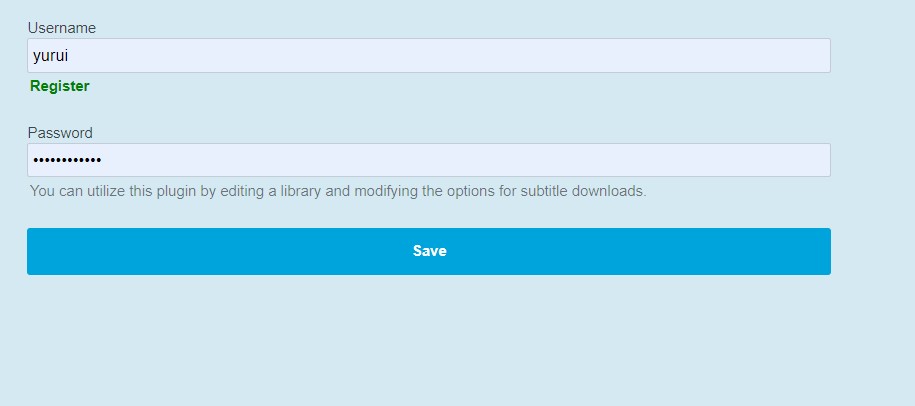 Username
yurui
Register
Password
••••••••••••
You can utilize this plugin by editing a library and modifying the options for subtitle downloads.
Save